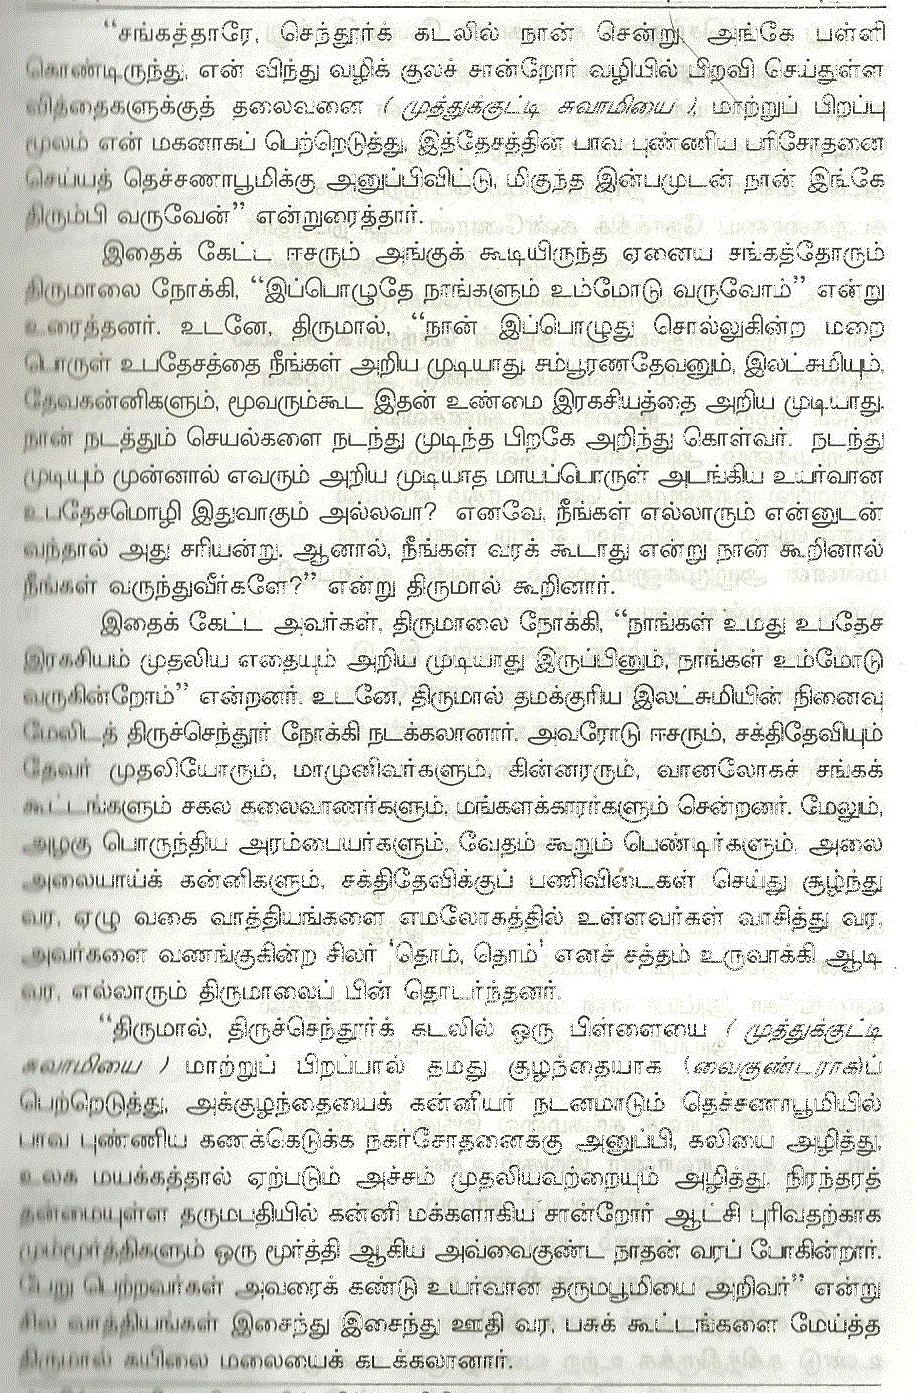 “சங்கத்தாரே, செந்தூர்க் கடலில் நான் சென்று, அங்கே பள்ளி
கொண்டிருந்து, என் விந்து வழிக் குலச் சான்றோர் வழியில் பிறவி செய்துள்ள
வித்தைகளுக்குத் தலைவனை ( முத்துக்குட்டி சுவாமியை ), மாற்றுப் பிறப்பு
மூலம் என் மகனாகப் பெற்றெடுத்து, இத்தேசத்தின் பாவ புண்ணிய பரிசோதனை
செய்யத் தெச்சணாபூமிக்கு அனுப்பிவிட்டு, மிகுந்த இன்பமுடன் நான் இங்கே
திரும்பி வருவேன்” என்றுரைத்தார்.
இதைக் கேட்ட ஈசரும் அங்குக் கூடியிருந்த ஏனைய சங்கத்தோரும்
திருமாலை நோக்கி, “இப்பொழுதே நாங்களும் உம்மோடு வருவோம்” என்று
உரைத்தனர். உடனே, திருமால், “நான் இப்பொழுது சொல்லுகின்ற மறை
பொருள் உபதேசத்தை நீங்கள் அறிய முடியாது. சம்பூரணதேவனும், இலட்சுமியும்,
தேவகன்னிகளும், மூவரும்கூட இதன் உண்மை இரகசியத்தை அறிய முடியாது.
நான் நடத்தும் செயல்களை நடந்து முடிந்த பிறகே அறிந்து கொள்வர். நடந்து
முடியும் முன்னால் எவரும் அறிய முடியாத மாயப்பொருள் அடங்கிய உயர்வான
உபதேசமொழி இதுவாகும் அல்லவா? எனவே, நீங்கள் எல்லாரும் என்னுடன்
வந்தால் அது சரியன்று. ஆனால், நீங்கள் வரக் கூடாது என்று நான் கூறினால்
நீங்கள் வருந்துவீர்களே?” என்று திருமால் கூறினார்.
இதைக் கேட்ட அவர்கள், திருமாலை நோக்கி, “நாங்கள் உமது உபதேச
இரகசியம் முதலிய எதையும் அறிய முடியாது இருப்பினும், நாங்கள் உம்மோடு
வருகின்றோம்” என்றனர். உடனே, திருமால் தமக்குரிய இலட்சுமியின் நினைவு
மேலிடத் திருச்செந்தூர் நோக்கி நடக்கலானார். அவரோடு ஈசரும், சக்திதேவியும்
தேவர் முதலியோரும், மாமுனிவர்களும், கின்னரரும், வானலோகச் சங்கக்
கூட்டங்களும் சகல கலைவாணர்களும், மங்களக்காரர்களும் சென்றனர். மேலும்,
அழகு பொருந்திய அரம்பையர்களும், வேதம் கூறும் பெண்டிர்களும், அலை
அலையாய்க் கன்னிகளும், சக்திதேவிக்குப் பணிவிடைகள் செய்து சூழ்ந்து
வர, ஏழு வகை வாத்தியங்களை எமலோகத்தில் உள்ளவர்கள் வாசித்து வர,
அவர்களை வணங்குகின்ற சிலர் ‘தொம், தொம்’ எனச் சத்தம் உருவாக்கி ஆடி
வர, எல்லாரும் திருமாலைப் பின் தொடர்ந்தனர்.
“திருமால், திருச்செந்தூர்க் கடலில் ஒரு பிள்ளையை ( முத்துக்குட்டி
சுவாமியை ) மாற்றுப் பிறப்பால் தமது குழந்தையாக (வைகுண்டராக)ப்
பெற்றெடுத்து, அக்குழந்தையைக் கன்னியர் நடனமாடும் தெச்சணாபூமியில்
பாவ புண்ணிய கணக்கெடுக்க நகர்சோதனைக்கு அனுப்பி, கலியை அழித்து,
உலக மயக்கத்தால் ஏற்படும் அச்சம் முதலியவற்றையும் அழித்து, நிரந்தரத்
தன்மையுள்ள தருமபதியில் கன்னி மக்களாகிய சான்றோர் ஆட்சி புரிவதற்காக
மும்மூர்த்திகளும் ஒரு மூர்த்தி ஆகிய அவ்வைகுண்ட நாதன் வரப் போகின்றார்.
பேறு பெற்றவர்கள் அவரைக் கண்டு உயர்வான தருமபூமியை அறிவர்” என்று
சில வாத்தியங்கள் இசைந்து இசைந்து ஊதி வர, பசுக் கூட்டங்களை மேய்த்த
திருமால் கயிலை மலையைக் கடக்கலானார்.